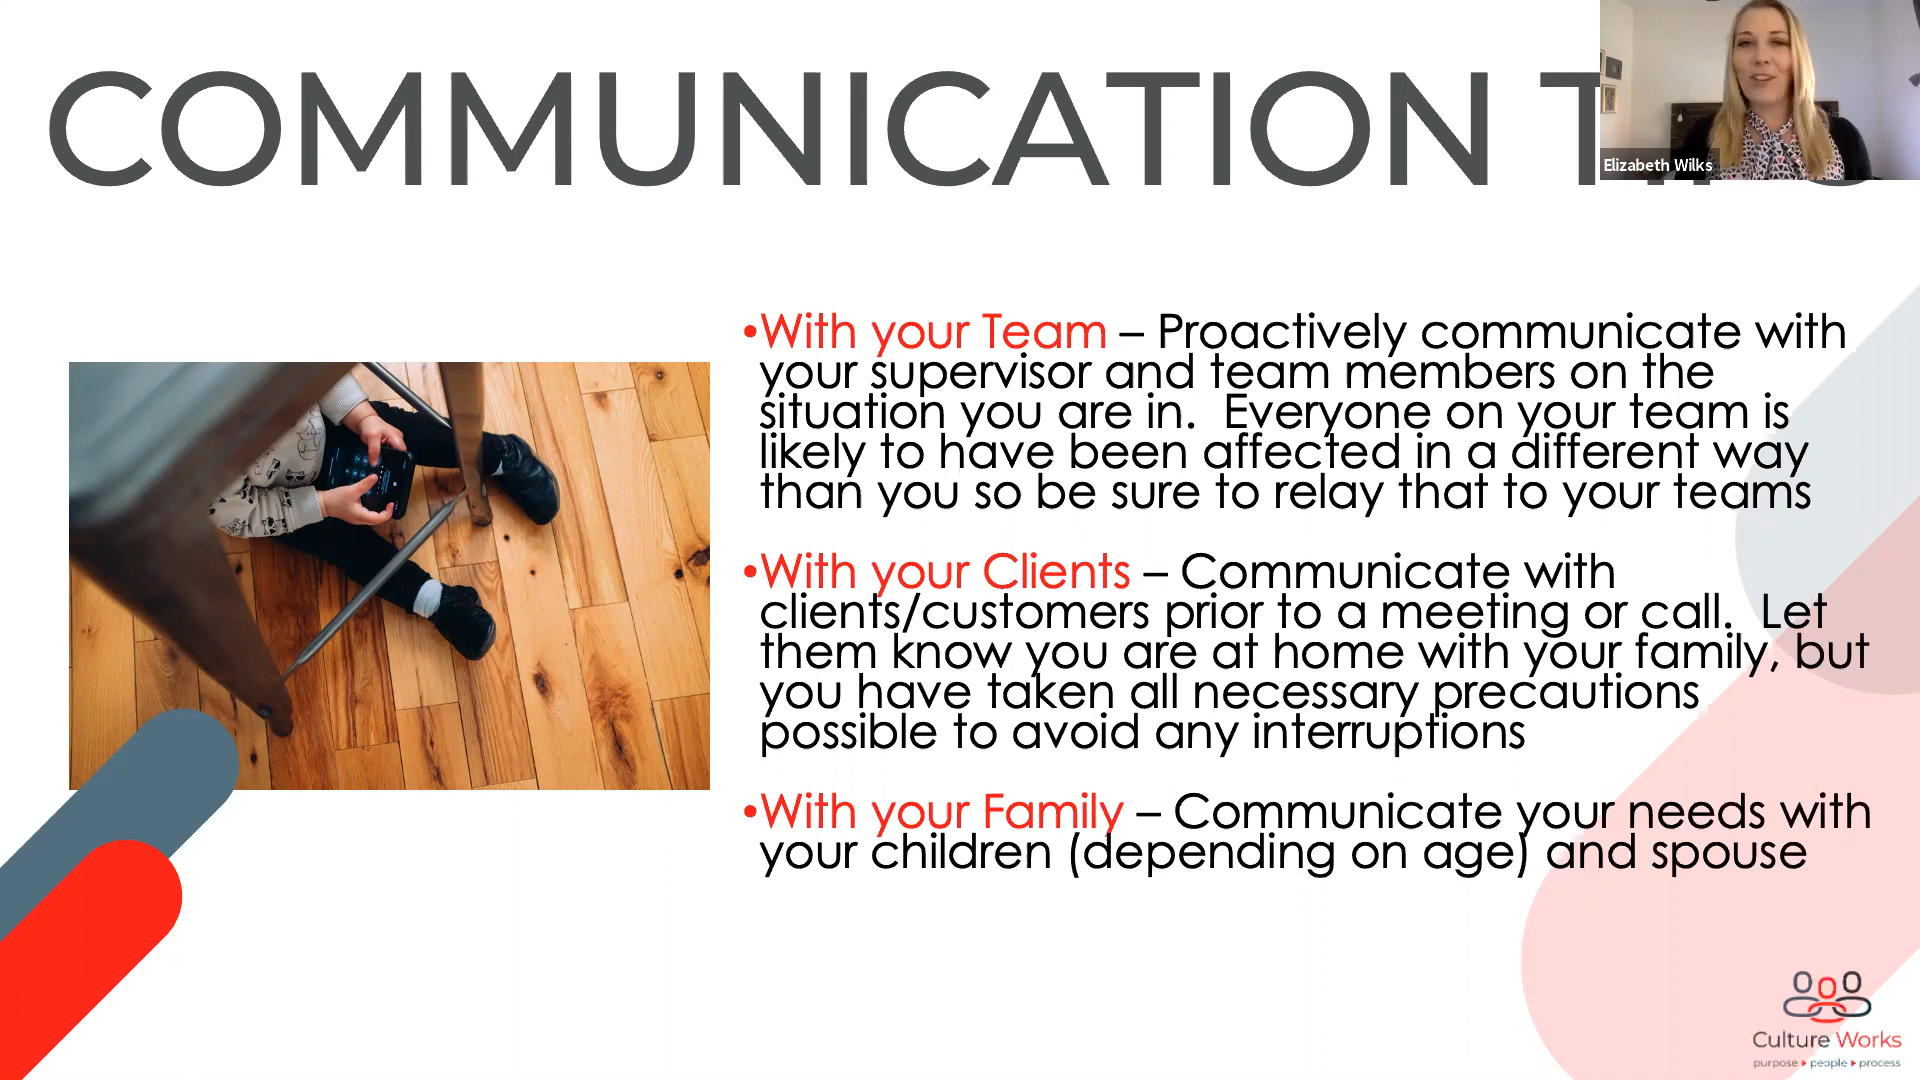 COMMUNICATION
Elizabeth Wilks
•With your Team – Proactively communicate with
your supervisor and team members on the
situation you are in.  Everyone on your team is
likely to have been affected in a different way
than you so be sure to relay that to your teams
•With your Clients – Communicate with
clients/customers prior to a meeting or call.  Let
them know you are at home with your family, but
you have taken all necessary precautions
possible to avoid any interruptions
•With your Family – Communicate your needs with
your children (depending on age) and spouse
Culture Works
purpose ▸ people ▸ process